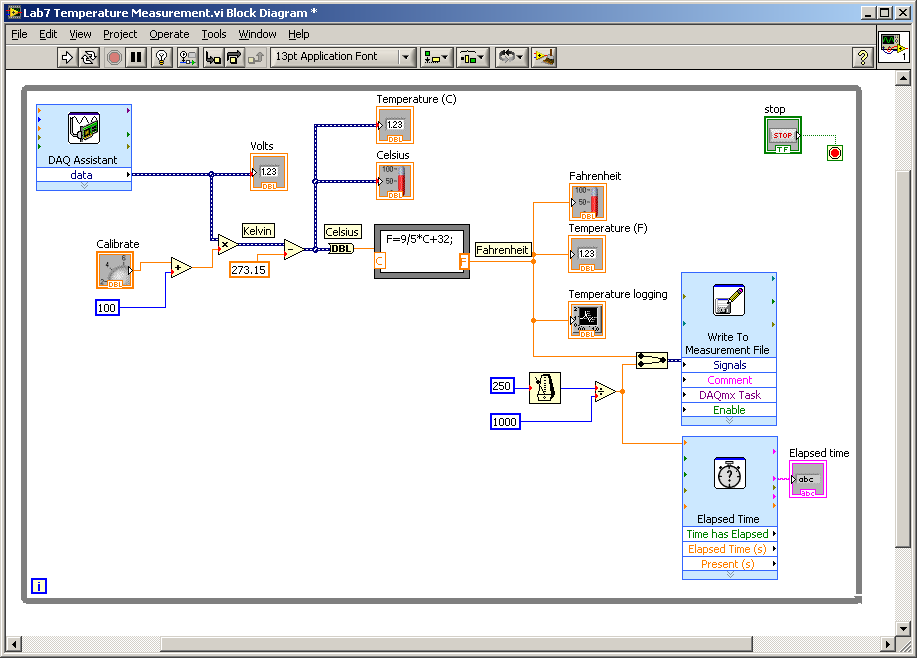 Lab7 Temperature Measurement.vi Block Diagram *
File Edit View Project Operate Tools Window Help
13pt Application Font
?
1
DAQ Assistant
data
Volts
1.23
DBL
Temperature (C)
1.23
DBL
Celsius
100-
50-
DBL
stop
STOP
TF
Calibrate
2 4 6
DBL
100
+
x
Kelvin
273.15
-
Celsius
DBL
F=9/5*C+32;
C
F
Fahrenheit
Fahrenheit
100-
50-
DBL
Temperature (F)
1.23
DBL
Temperature logging
DBL
250
1000
÷
Write To
Measurement File
Signals
Comment
DAQmx Task
Enable
?
Elapsed Time
Time has Elapsed
Elapsed Time (s)
Present (s)
Elapsed time
abc
abc
i